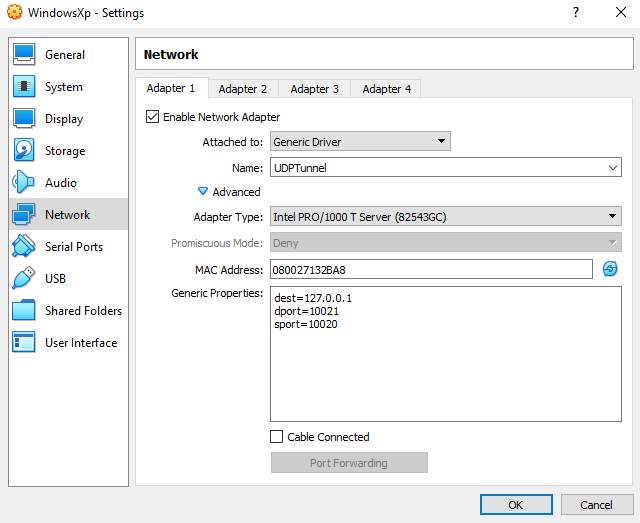 WindowsXp - Settings
?
General
System
Display
Storage
Audio
Network
Serial Ports
USB
Shared Folders
User Interface
Network
Adapter 1 Adapter 2 Adapter 3 Adapter 4
Enable Network Adapter
Attached to: Generic Driver
Name: UDPTunnel
Advanced
Adapter Type: Intel PRO/1000 T Server (82543GC)
Promiscuous Mode: Deny
MAC Address: 080027132BA8
Generic Properties:
dest=127.0.0.1
dport=10021
sport=10020
Cable Connected
Port Forwarding
OK Cancel